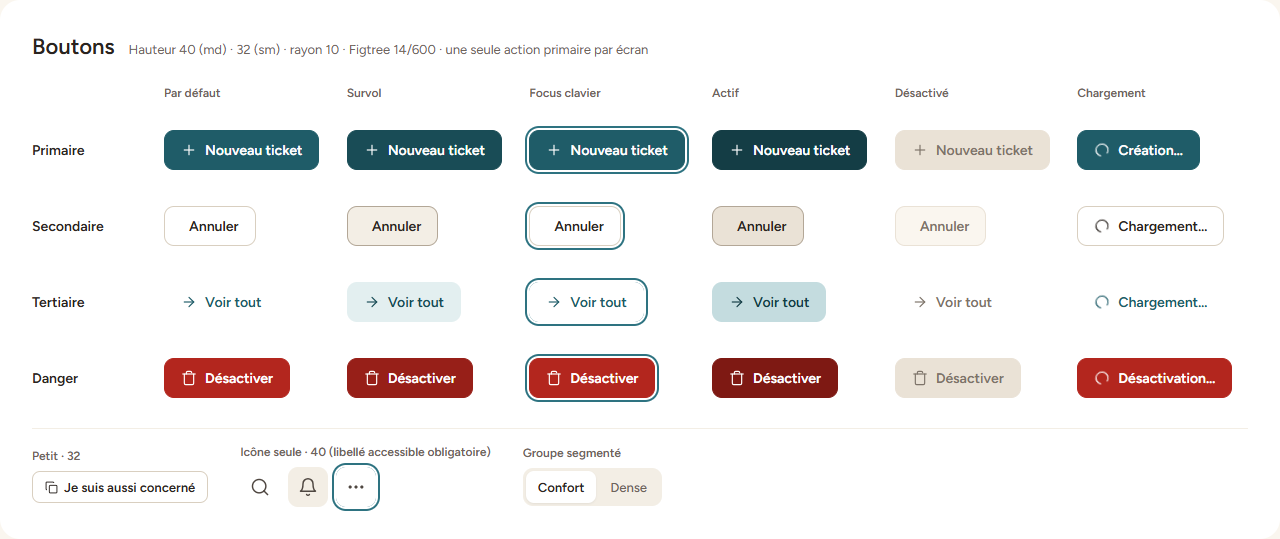 Boutons Hauteur 40 (md) · 32 (sm) · rayon 10 · Figtree 14/600 · une seule action primaire par écran
Par défaut Survol Focus clavier Actif Désactivé Chargement
Primaire Nouveau ticket Nouveau ticket Nouveau ticket Nouveau ticket Nouveau ticket Création…
Secondaire Annuler Annuler Annuler Annuler Annuler Chargement…
Tertiaire Voir tout Voir tout Voir tout Voir tout Voir tout Chargement…
Danger Désactiver Désactiver Désactiver Désactiver Désactiver Désactivation…
Petit · 32 Icône seule · 40 (libellé accessible obligatoire) Groupe segmenté
Je suis aussi concerné Confort Dense